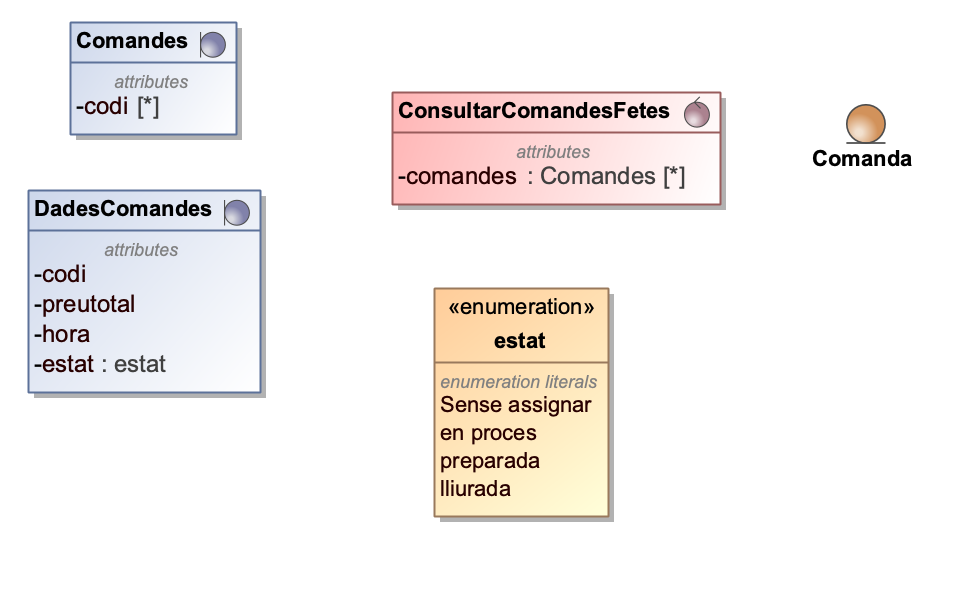 Comandes
attributes
-codi [*]
ConsultarComandesFetes
attributes
-comandes : Comandes [*]
Comanda
DadesComandes
attributes
-codi
-preutotal
-hora
-estat : estat
«enumeration»
estat
enumeration literals
Sense assignar
en proces
preparada
lliurada